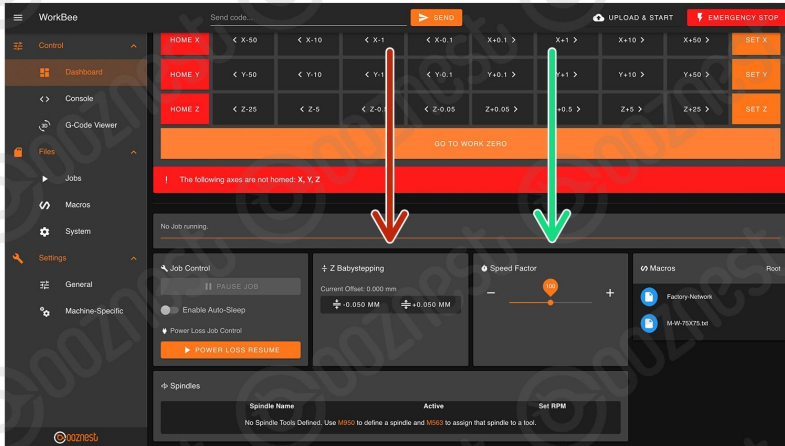 WorkBee
Send code...
SEND
UPLOAD & START
EMERGENCY STOP
Control
Dashboard
Console
G-Code Viewer
Files
Jobs
Macros
System
Settings
General
Machine-Specific
ooznest
HOME X < X-50 < X-10 < X-1 < X-0.1 X+0.1 > X+1 > X+10 > X+50 > SET X
HOME Y < Y-50 < Y-10 < Y-1 < Y-0.1 Y+0.1 > Y+1 > Y+10 > Y+50 > SET Y
HOME Z < Z-25 < Z-5 < Z-0.5 < Z-0.05 Z+0.05 > +0.5 > Z+5 > Z+25 > SET Z
GO TO WORK ZERO
! The following axes are not homed: X, Y, Z
No Job running.
Job Control
PAUSE JOB
Enable Auto-Sleep
Power Loss Job Control
POWER LOSS RESUME
Z Babystepping
Current Offset: 0.000 mm
-0.050 MM +0.050 MM
Speed Factor
100
Macros Root
Factory-Network
M-W-75X75.txt
Spindles
Spindle Name Active Set RPM
No Spindle Tools Defined. Use M950 to define a spindle and M563 to assign that spindle to a tool.